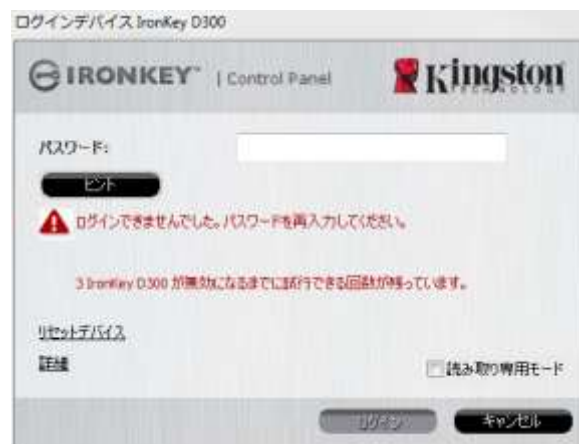 ログインデバイス IronKey D300
IRONKEY™ | Control Panel
Kingston
TECHNOLOGY
パスワード:
ヒント
ログインできませんでした。パスワードを再入力してください。
3 IronKey D300 が無効になるまでに試行できる回数が残っています。
リセットデバイス
詳細
読み取り専用モード
ログイン
キャンセル